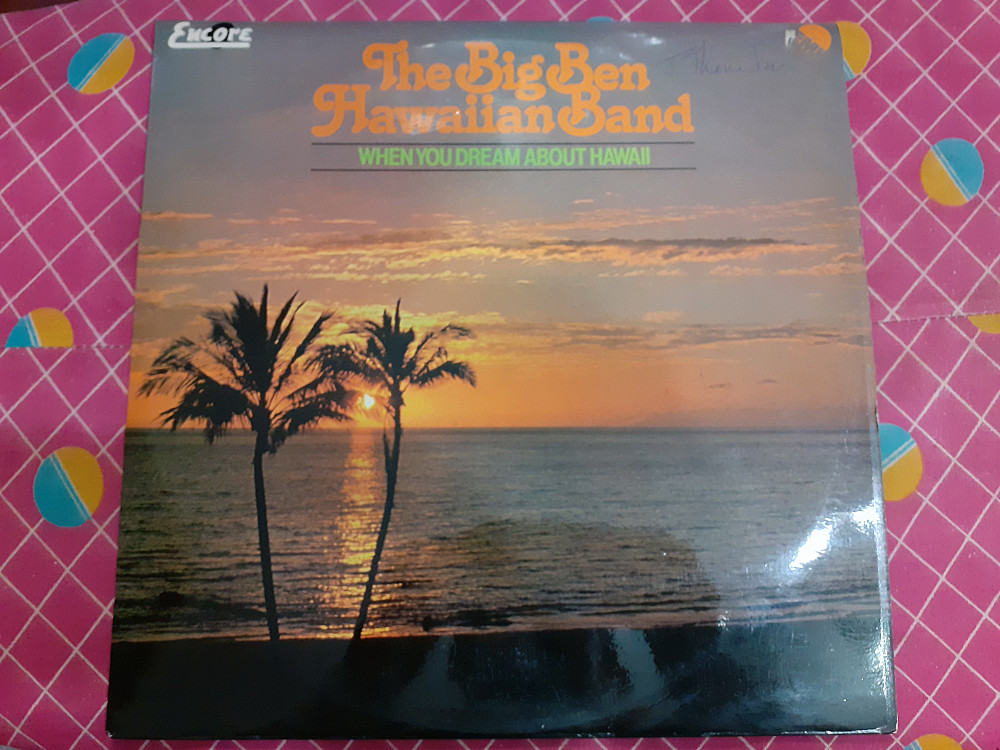 Encore
The Big Ben
Hawaiian Band
WHEN YOU DREAM ABOUT HAWAII